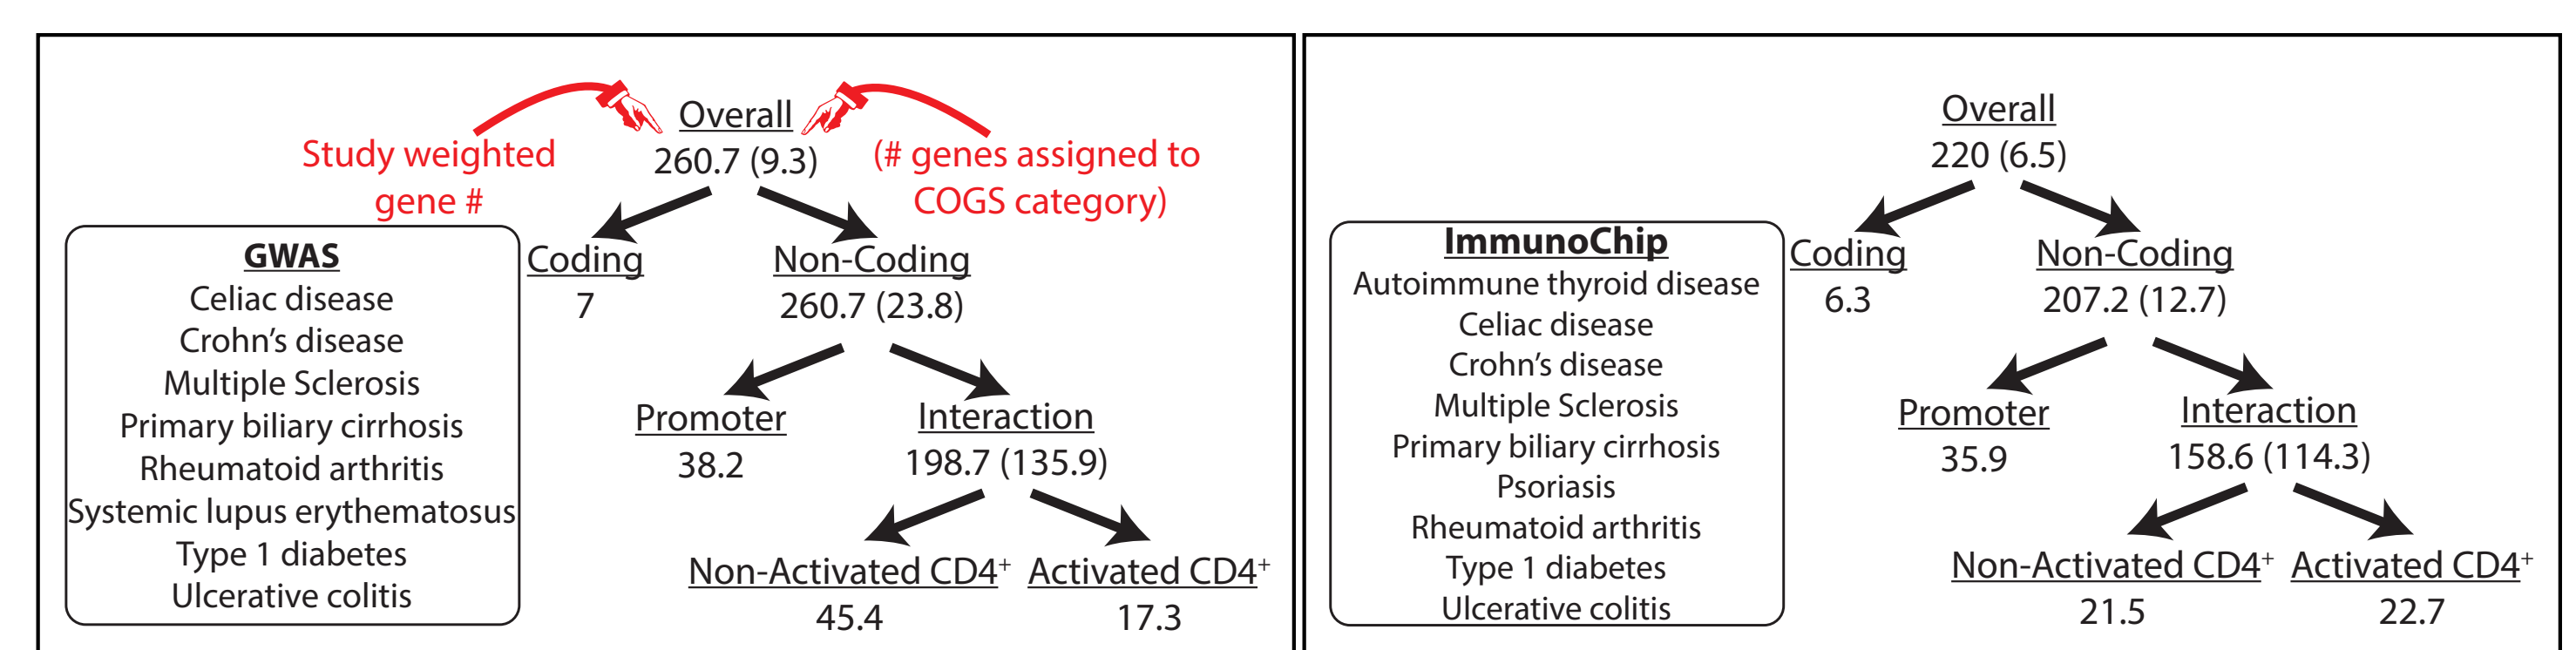 Overall
260.7 (9.3)
Study weighted
gene #
(# genes assigned to
COGS category)
GWAS
Celiac disease
Crohn's disease
Multiple Sclerosis
Primary biliary cirrhosis
Rheumatoid arthritis
Systemic lupus erythematosus
Type 1 diabetes
Ulcerative colitis
Coding
7
Non-Coding
260.7 (23.8)
Promoter
38.2
Interaction
198.7 (135.9)
Non-Activated CD4+
45.4
Activated CD4+
17.3
Overall
220 (6.5)
ImmunoChip
Autoimmune thyroid disease
Celiac disease
Crohn's disease
Multiple Sclerosis
Primary biliary cirrhosis
Psoriasis
Rheumatoid arthritis
Type 1 diabetes
Ulcerative colitis
Coding
6.3
Non-Coding
207.2 (12.7)
Promoter
35.9
Interaction
158.6 (114.3)
Non-Activated CD4+
21.5
Activated CD4+
22.7